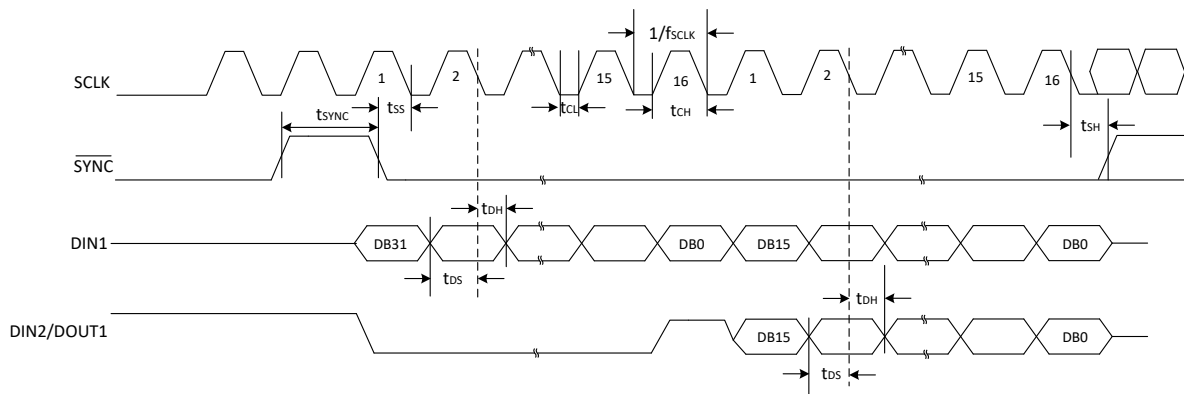 1/fSCLK
SCLK 1 2 15 16 1 2 15 16
tSS tCL tCH
tSYNC tSH
SYNC
tDH
DIN1 DB31 DB0 DB15 DB0
tDS
tDH
DIN2/DOUT1 DB15 DB0
tDS